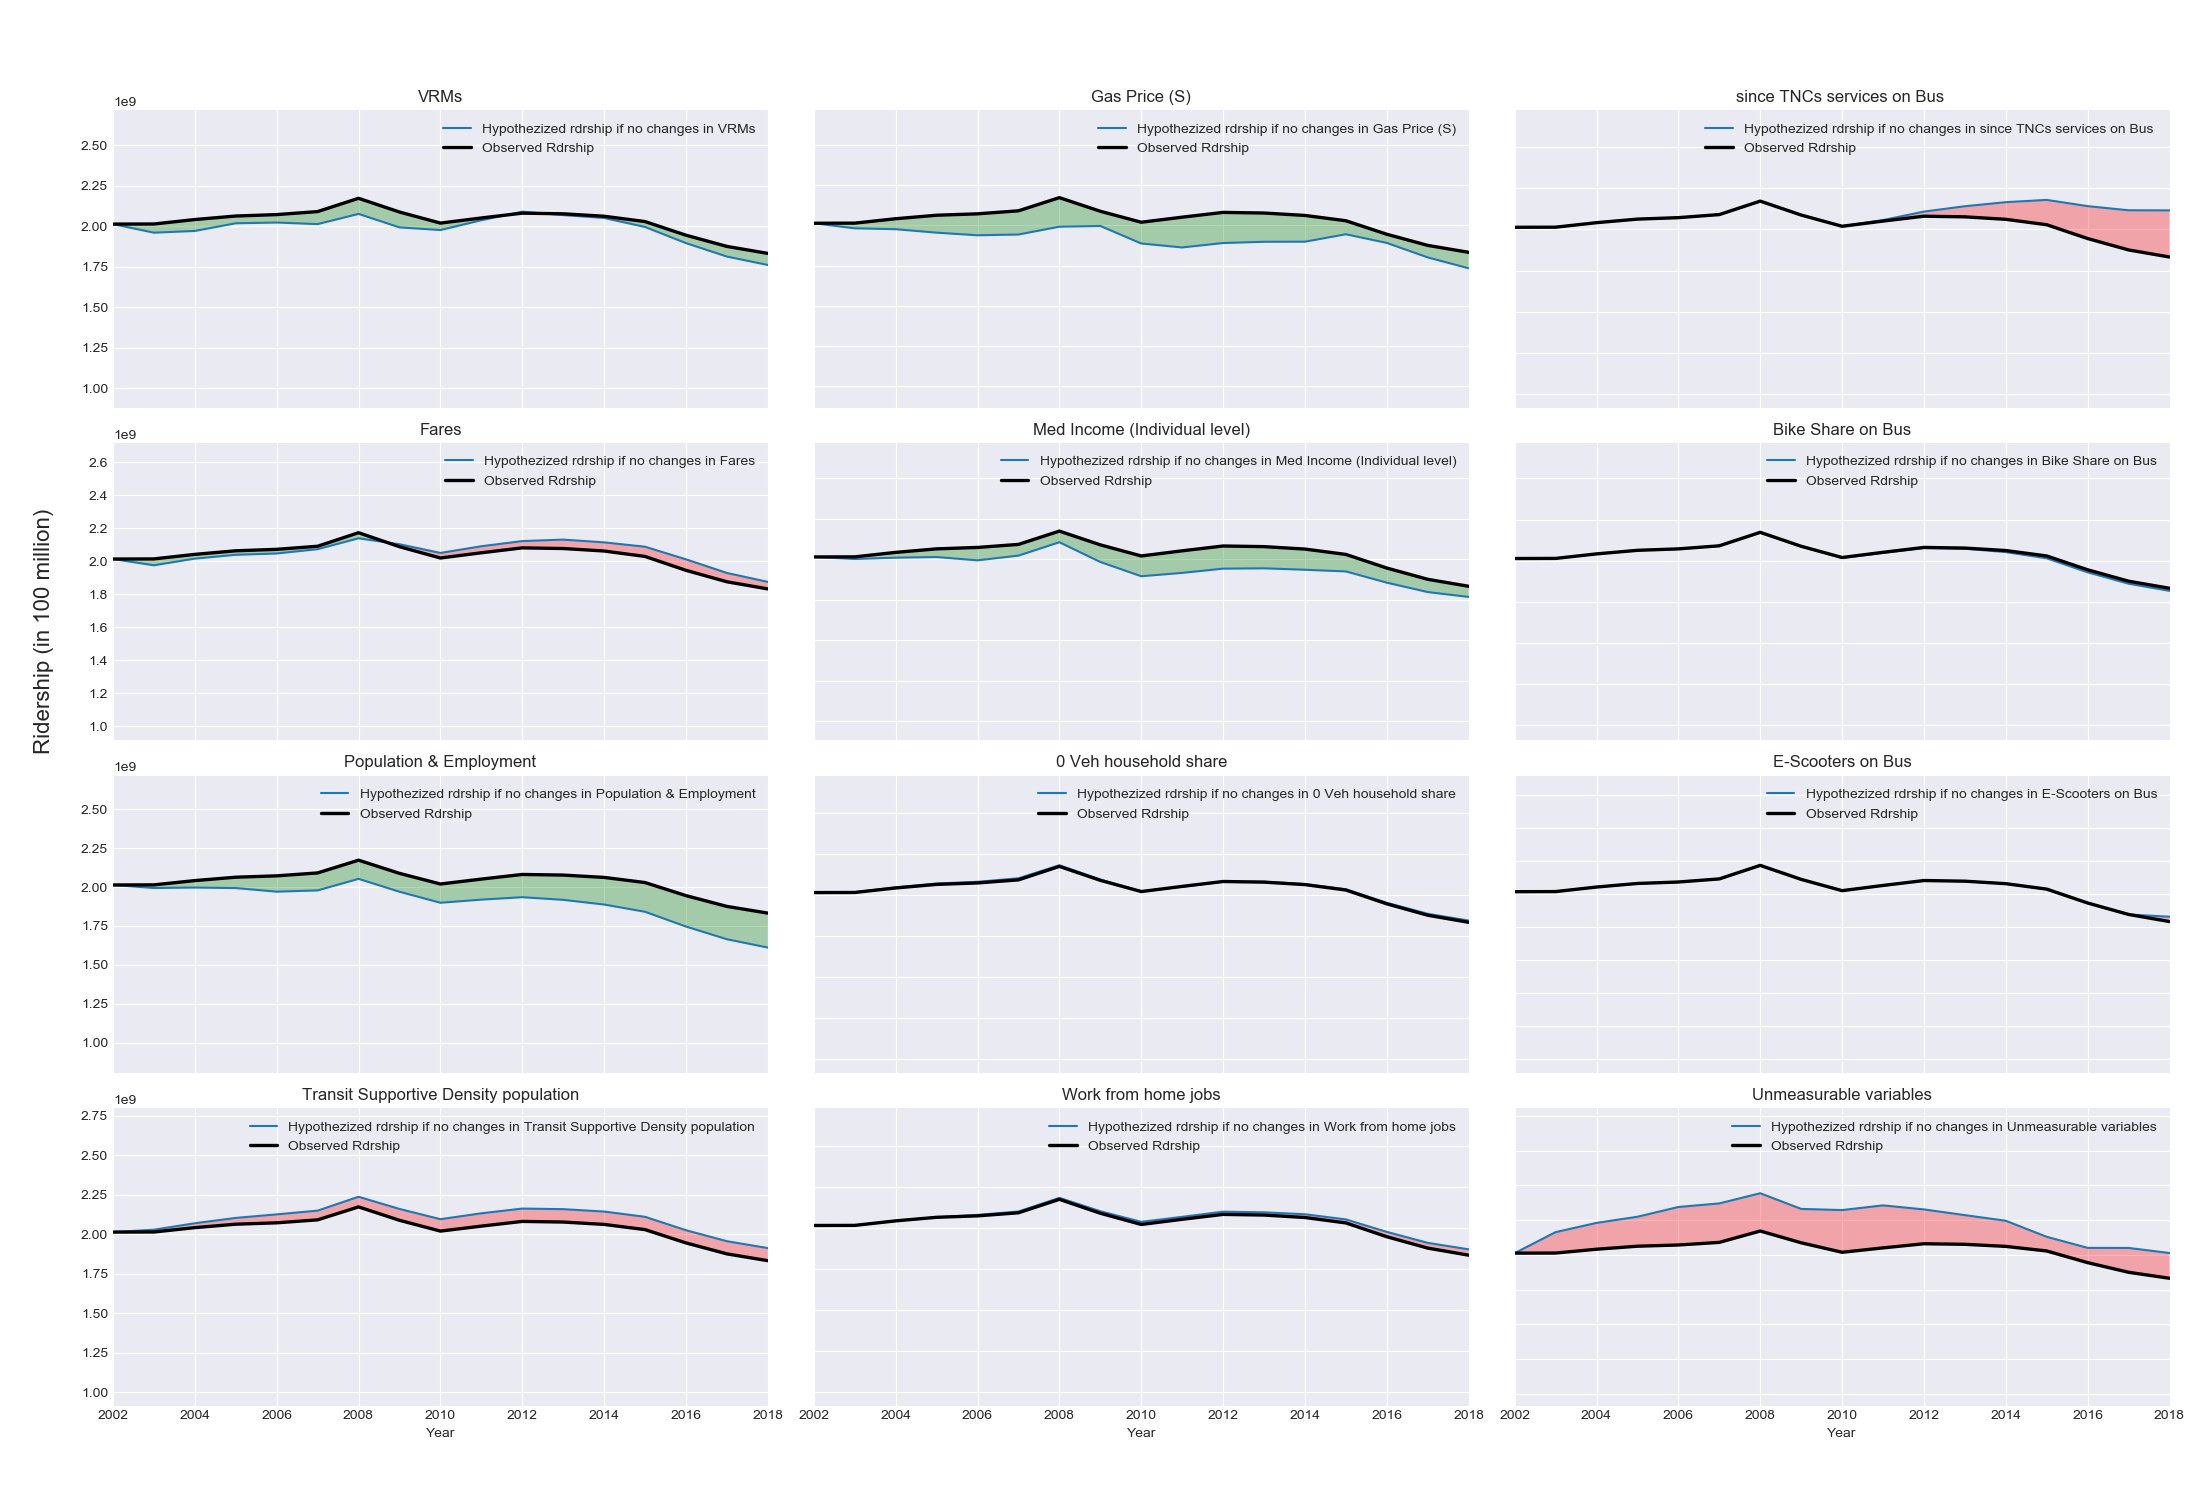 Ridership (in 100 million)
VRMs
1e9
Hypothezized rdrship if no changes in VRMs
Observed Rdrship
2.50
2.25
2.00
1.75
1.50
1.25
1.00
Gas Price (S)
Hypothezized rdrship if no changes in Gas Price (S)
Observed Rdrship
since TNCs services on Bus
Hypothezized rdrship if no changes in since TNCs services on Bus
Observed Rdrship
Fares
1e9
Hypothezized rdrship if no changes in Fares
Observed Rdrship
2.6
2.4
2.2
2.0
1.8
1.6
1.4
1.2
1.0
Med Income (Individual level)
Hypothezized rdrship if no changes in Med Income (Individual level)
Observed Rdrship
Bike Share on Bus
Hypothezized rdrship if no changes in Bike Share on Bus
Observed Rdrship
Population & Employment
1e9
Hypothezized rdrship if no changes in Population & Employment
Observed Rdrship
2.50
2.25
2.00
1.75
1.50
1.25
1.00
0 Veh household share
Hypothezized rdrship if no changes in 0 Veh household share
Observed Rdrship
E-Scooters on Bus
Hypothezized rdrship if no changes in E-Scooters on Bus
Observed Rdrship
Transit Supportive Density population
1e9
Hypothezized rdrship if no changes in Transit Supportive Density population
Observed Rdrship
2.75
2.50
2.25
2.00
1.75
1.50
1.25
1.00
2002 2004 2006 2008 2010 2012 2014 2016 2018
Year
Work from home jobs
Hypothezized rdrship if no changes in Work from home jobs
Observed Rdrship
2002 2004 2006 2008 2010 2012 2014 2016 2018
Year
Unmeasurable variables
Hypothezized rdrship if no changes in Unmeasurable variables
Observed Rdrship
2002 2004 2006 2008 2010 2012 2014 2016 2018
Year